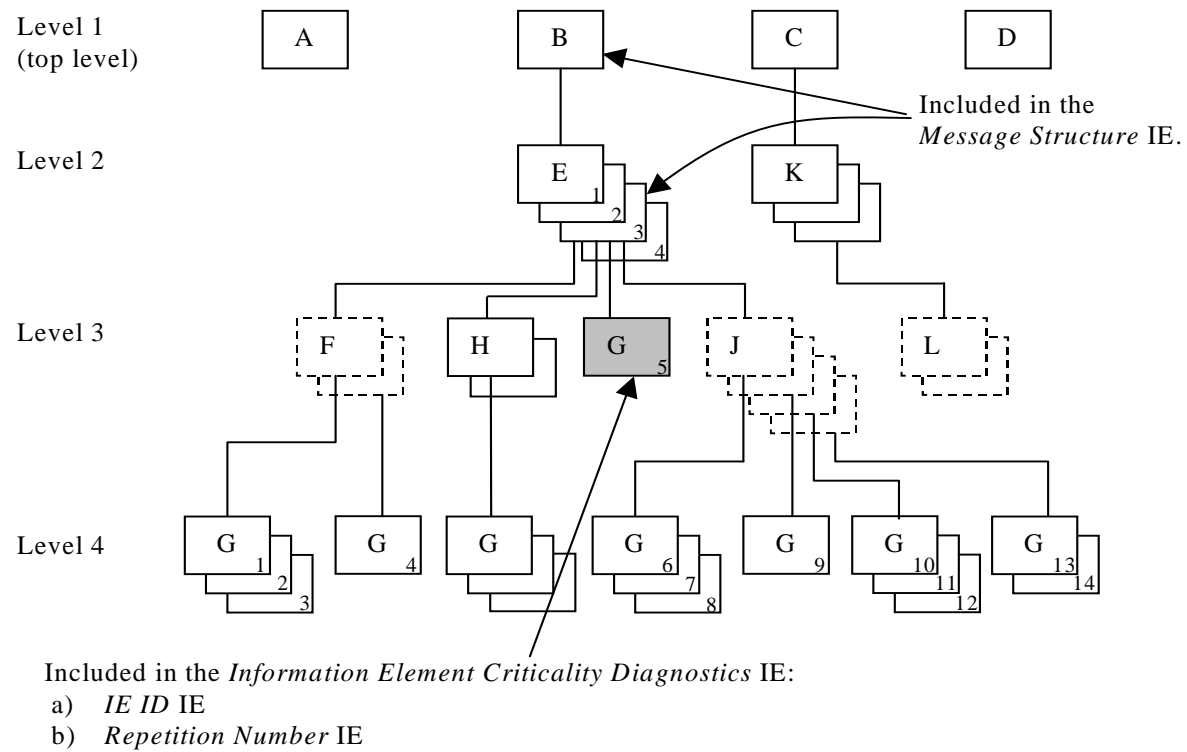 Level 1
(top level)
A
B
C
D
Included in the
Message Structure IE.
Level 2
E
1
2
3
4
K
Level 3
F
H
G
5
J
L
Level 4
G
1
2
3
G
4
G
G
6
7
8
G
9
G
10
11
12
G
13
14
Included in the Information Element Criticality Diagnostics IE:
a) IE ID IE
b) Repetition Number IE